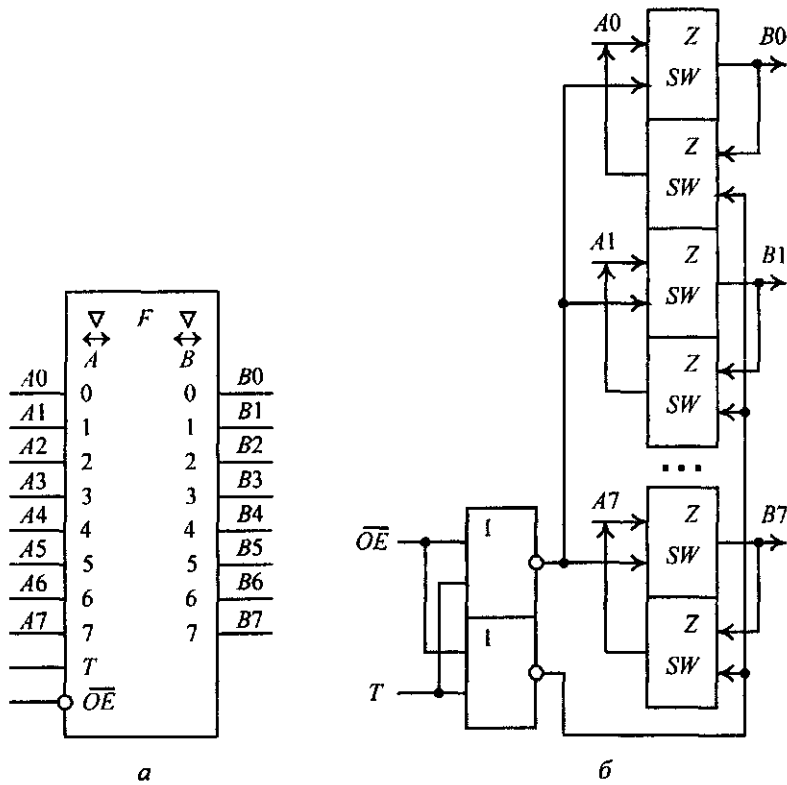 F
A B
A0 0 0 B0
A1 1 1 B1
A2 2 2 B2
A3 3 3 B3
A4 4 4 B4
A5 5 5 B5
A6 6 6 B6
A7 7 7 B7
T
OE
а
A0 Z B0
SW
Z
SW
A1 Z B1
SW
Z
SW
...
A7 Z B7
SW
Z
SW
OE 1
1
T
б